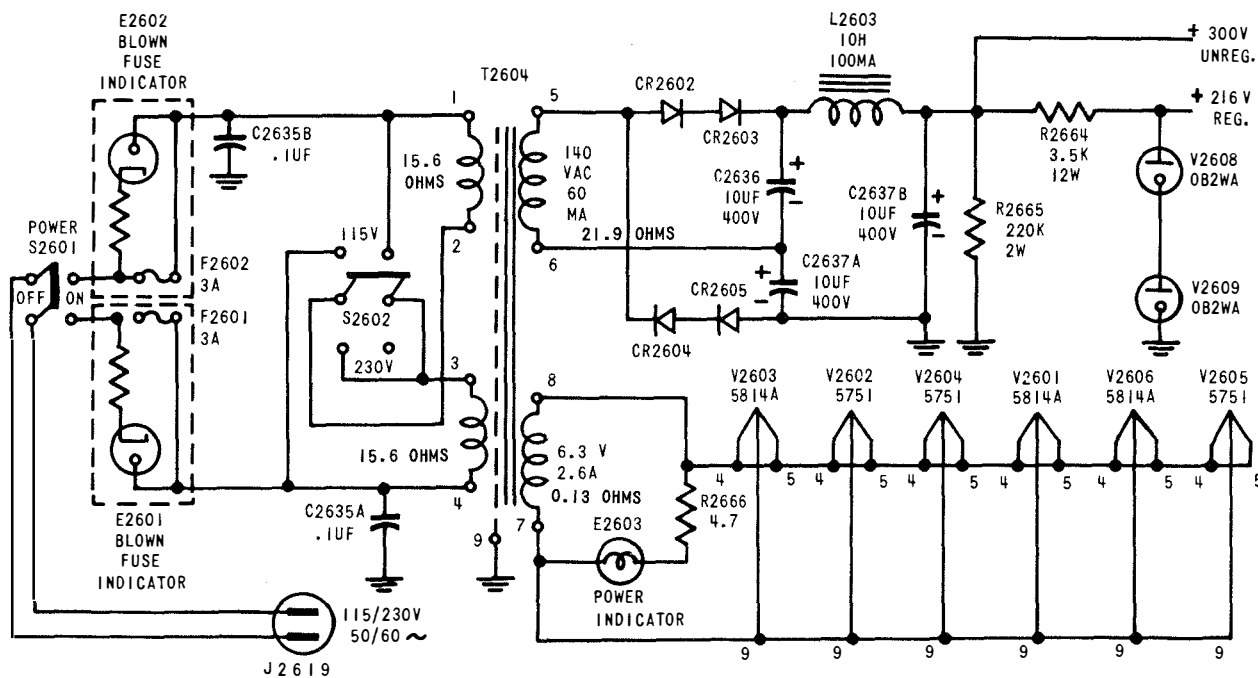 E2602
BLOWN
FUSE
INDICATOR
C2635B
.1UF
T2604
1
15.6
OHMS
2
5
140
VAC
60
MA
21.9 OHMS
6
CR2602
CR2603
L2603
10H
100MA
+ 300V
UNREG.
+ 216V
REG.
R2664
3.5K
12W
V2608
OB2WA
V2609
OB2WA
C2636
10UF
400V
+
-
C2637B
10UF
400V
+
-
R2665
220K
2W
C2637A
10UF
400V
+
-
CR2605
CR2604
POWER
S2601
OFF
ON
F2602
3A
F2601
3A
115V
S2602
230V
3
15.6 OHMS
4
E2601
BLOWN
FUSE
INDICATOR
C2635A
.1UF
9
8
6.3 V
2.6A
0.13 OHMS
7
R2666
4.7
E2603
POWER
INDICATOR
V2603
5814A
V2602
5751
V2604
5751
V2601
5814A
V2606
5814A
V2605
5751
4 5 4 5 4 5 4 5 4 5 4 5
9 9 9 9 9 9
115/230V
50/60 ~
J2619